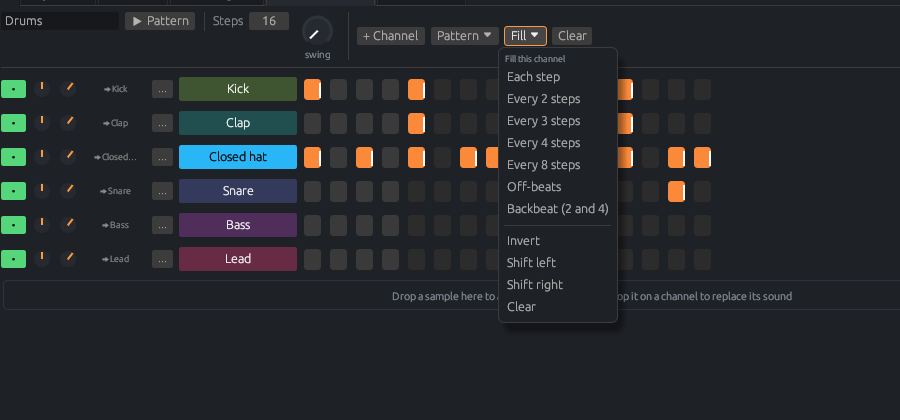 Drums ▶ Pattern Steps 16 swing + Channel Pattern ▼ Fill ▼ Clear
Fill this channel
Each step
Every 2 steps
Every 3 steps
Every 4 steps
Every 8 steps
Off-beats
Backbeat (2 and 4)
Invert
Shift left
Shift right
Clear
➔Kick ... Kick
➔Clap ... Clap
➔Closed... ... Closed hat
➔Snare ... Snare
➔Bass ... Bass
➔Lead ... Lead
Drop a sample here to a
op it on a channel to replace its sound